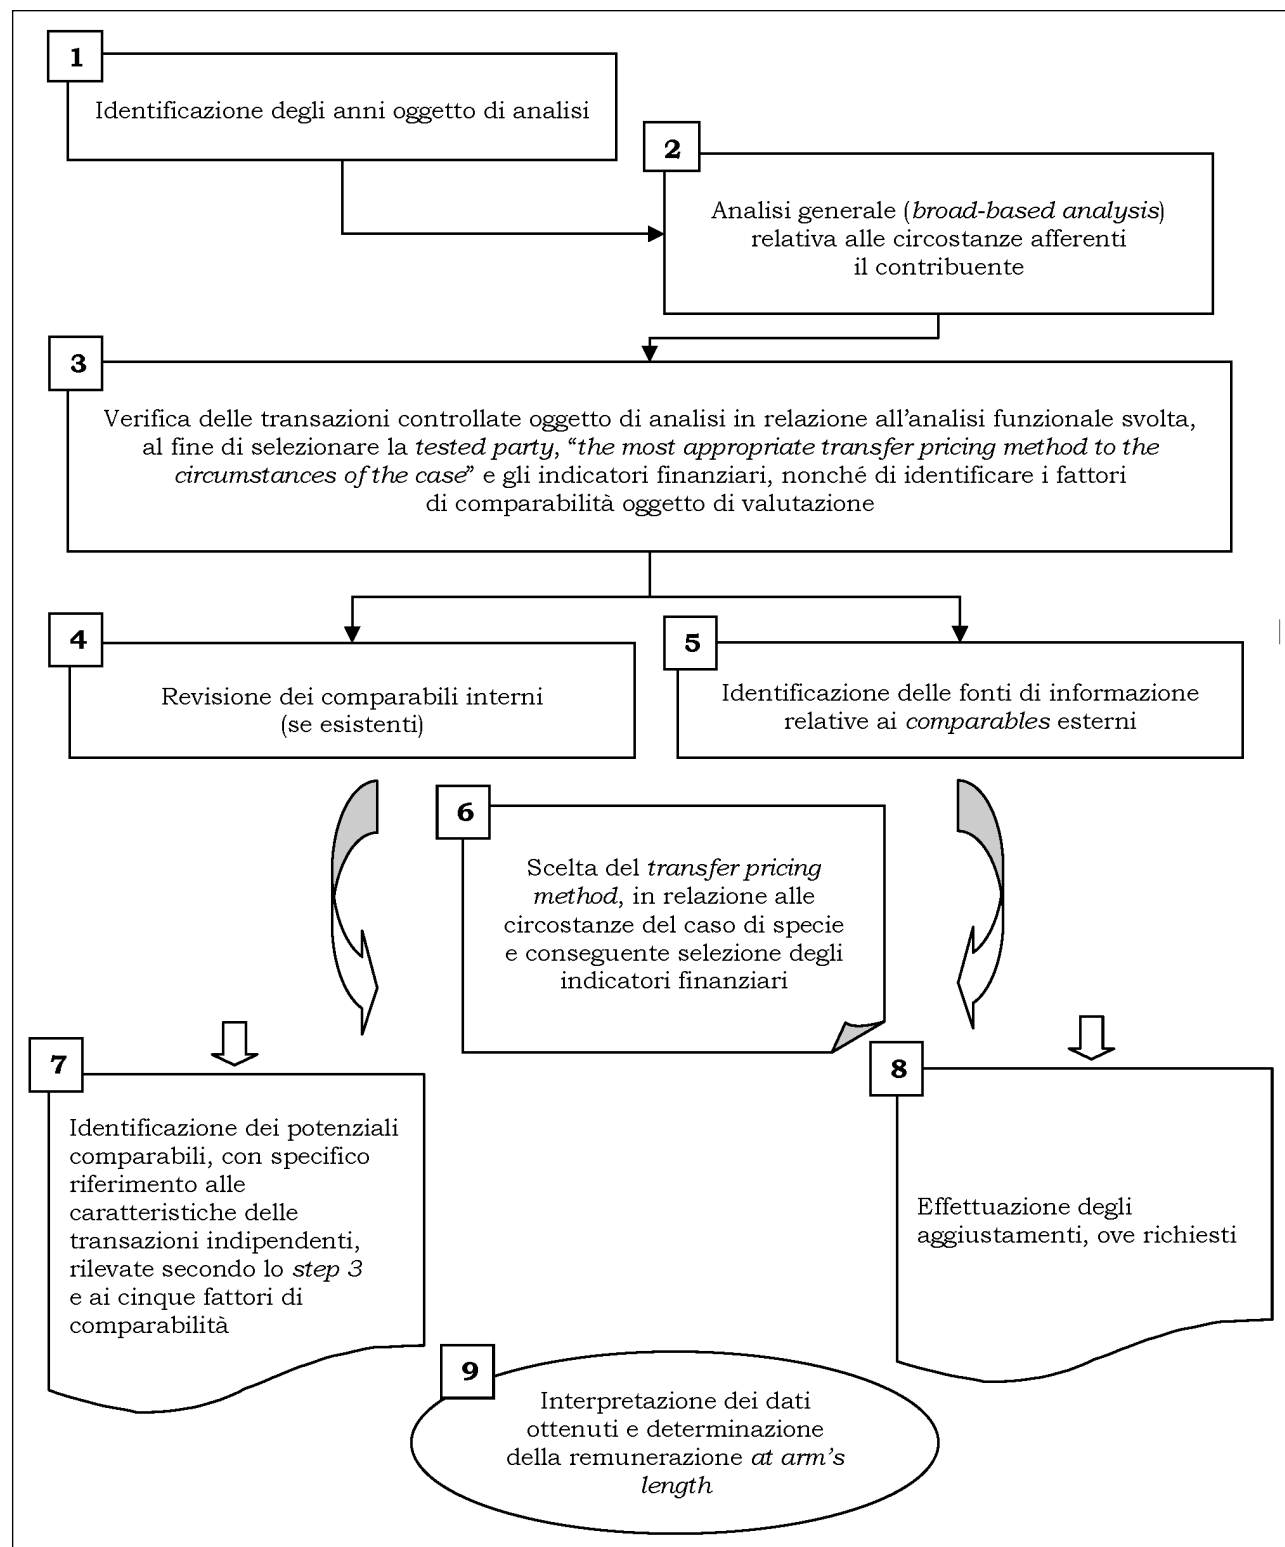 1
Identificazione degli anni oggetto di analisi
2
Analisi generale (broad-based analysis)
relativa alle circostanze afferenti
il contribuente
3
Verifica delle transazioni controllate oggetto di analisi in relazione all’analisi funzionale svolta,
al fine di selezionare la tested party, “the most appropriate transfer pricing method to the
circumstances of the case” e gli indicatori finanziari, nonché di identificare i fattori
di comparabilità oggetto di valutazione
4
Revisione dei comparabili interni
(se esistenti)
5
Identificazione delle fonti di informazione
relative ai comparables esterni
6
Scelta del transfer pricing
method, in relazione alle
circostanze del caso di specie
e conseguente selezione degli
indicatori finanziari
7
Identificazione dei potenziali
comparabili, con specifico
riferimento alle
caratteristiche delle
transazioni indipendenti,
rilevate secondo lo step 3
e ai cinque fattori di
comparabilità
8
Effettuazione degli
aggiustamenti, ove richiesti
9
Interpretazione dei dati
ottenuti e determinazione
della remunerazione at arm’s
length